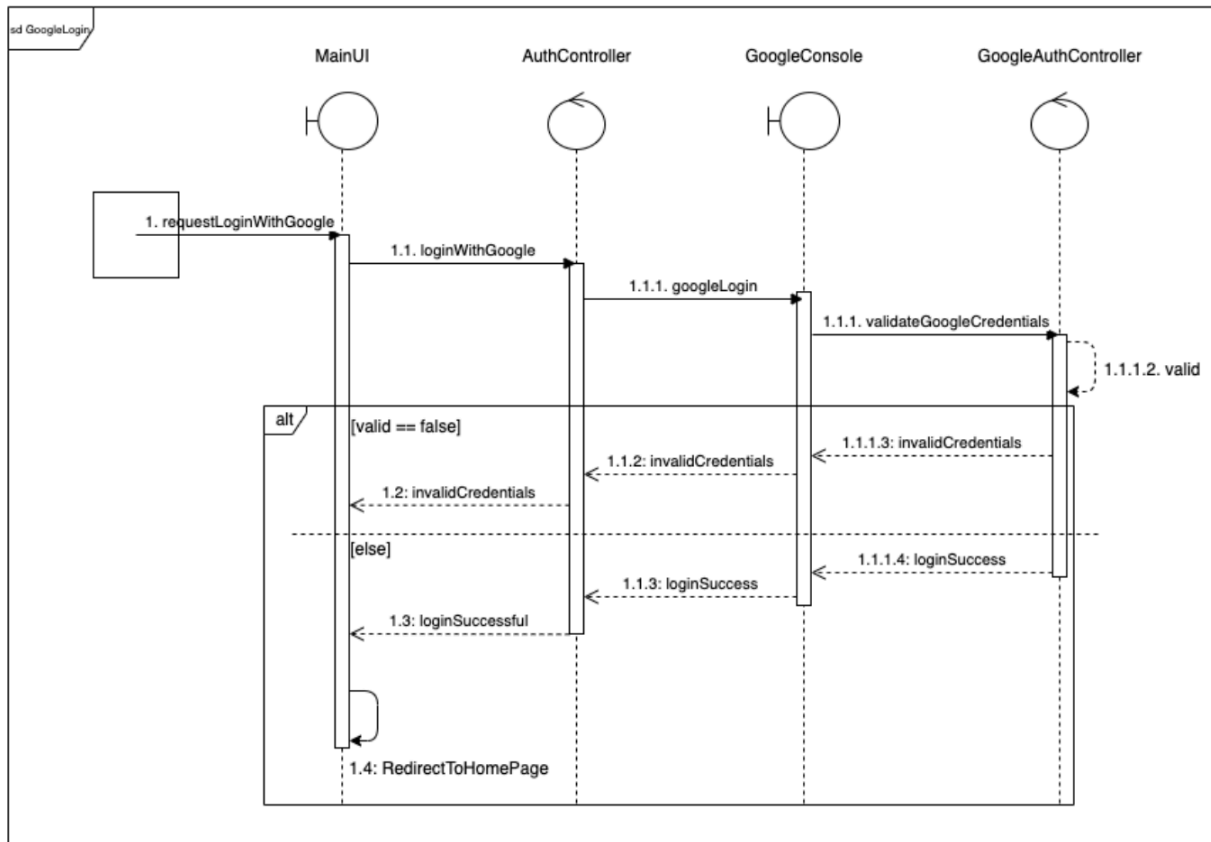 sd GoogleLogin
MainUI
AuthController
GoogleConsole
GoogleAuthController
1. requestLoginWithGoogle
1.1. loginWithGoogle
1.1.1. googleLogin
1.1.1. validateGoogleCredentials
1.1.1.2. valid
alt
[valid == false]
1.1.1.3: invalidCredentials
1.1.2: invalidCredentials
1.2: invalidCredentials
[else]
1.1.1.4: loginSuccess
1.1.3: loginSuccess
1.3: loginSuccessful
1.4: RedirectToHomePage